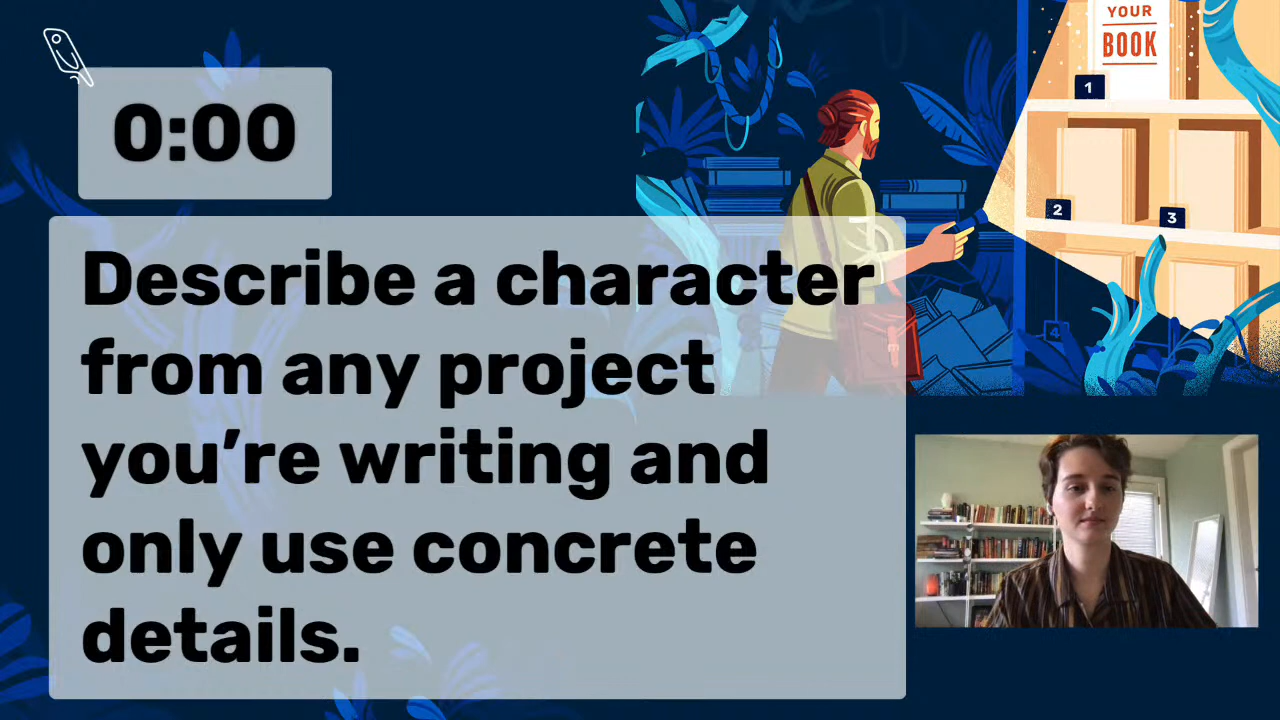 0:00
Describe a character
from any project
you’re writing and
only use concrete
details.
YOUR
BOOK
1
2
3
4